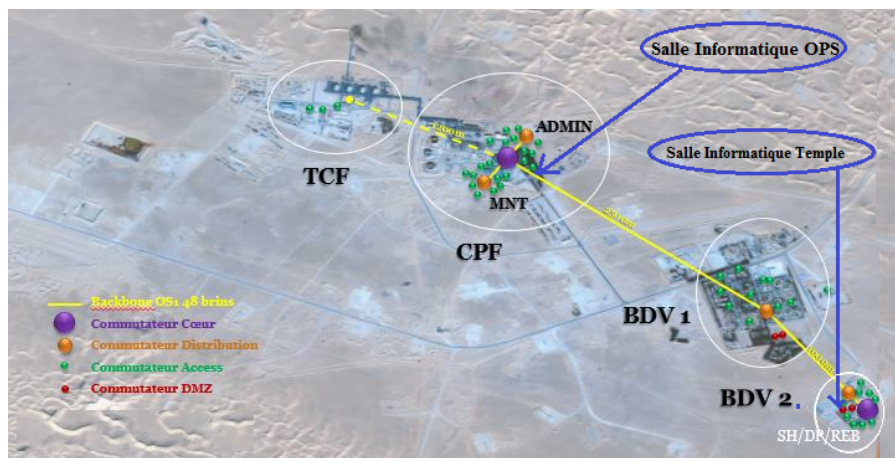 Salle Informatique OPS
ADMIN
Salle Informatique Temple
TCF
MNT
CPF
BDV 1
Backbone OS1 48 brins
Commutateur Cœur
Commutateur Distribution
Commutateur Access
Commutateur DMZ
BDV 2 .
SH/DP/REB